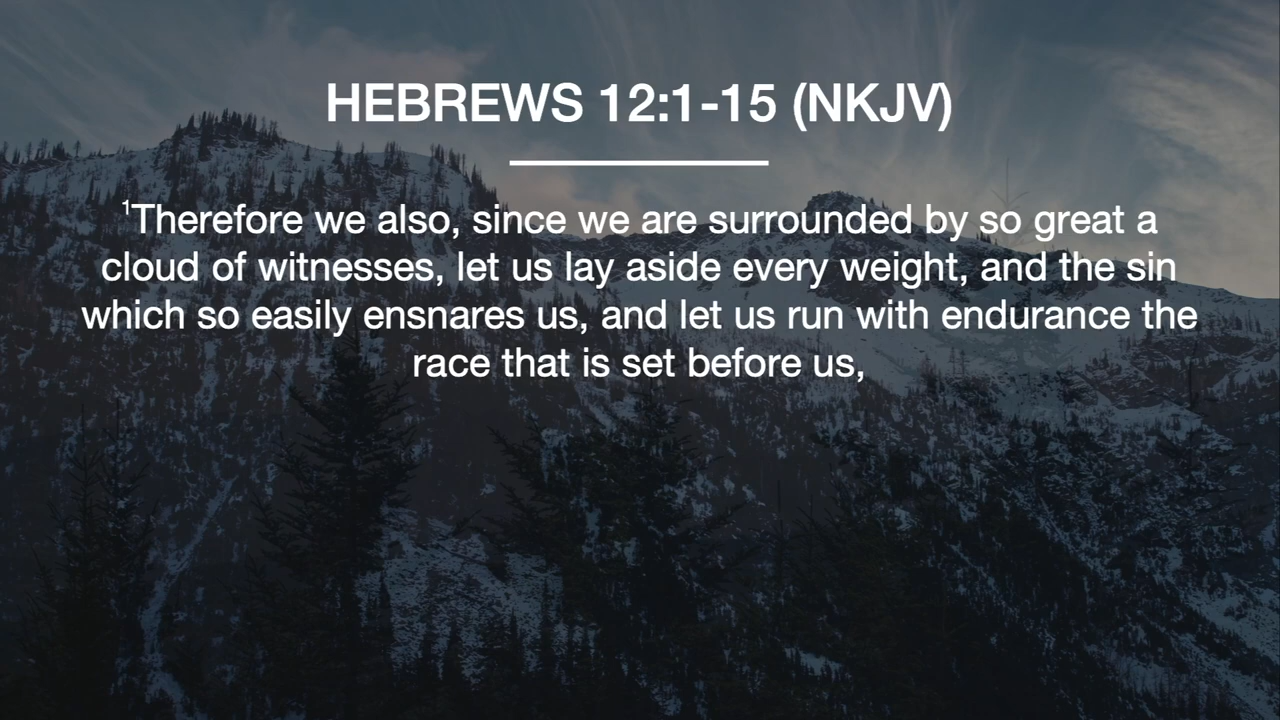 HEBREWS 12:1-15 (NKJV)
¹Therefore we also, since we are surrounded by so great a
cloud of witnesses, let us lay aside every weight, and the sin
which so easily ensnares us, and let us run with endurance the
race that is set before us,